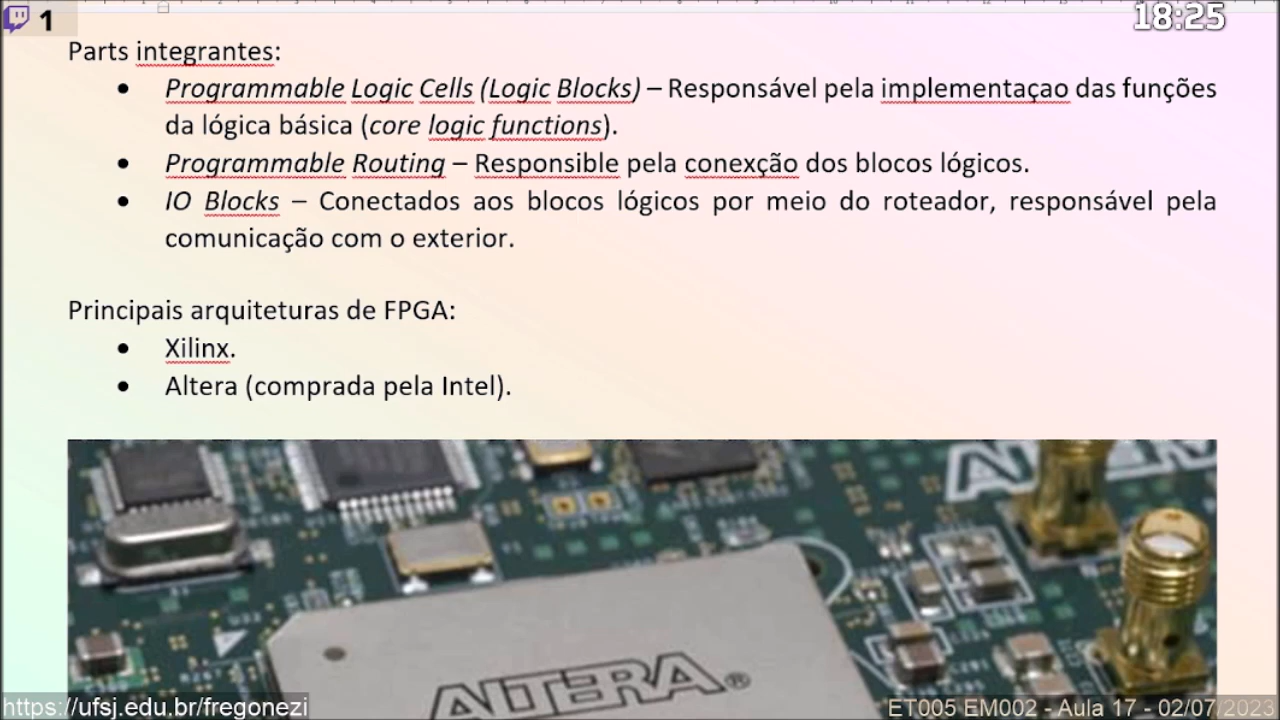 1
18:25
Parts integrantes:
• Programmable Logic Cells (Logic Blocks) – Responsável pela implementaçao das funções
da lógica básica (core logic functions).
• Programmable Routing – Responsible pela conexção dos blocos lógicos.
• IO Blocks – Conectados aos blocos lógicos por meio do roteador, responsável pela
comunicação com o exterior.
Principais arquiteturas de FPGA:
• Xilinx.
• Altera (comprada pela Intel).
ALTERA®
https://ufsj.edu.br/fregonezi
ET005 EM002 - Aula 17 - 02/07/2023